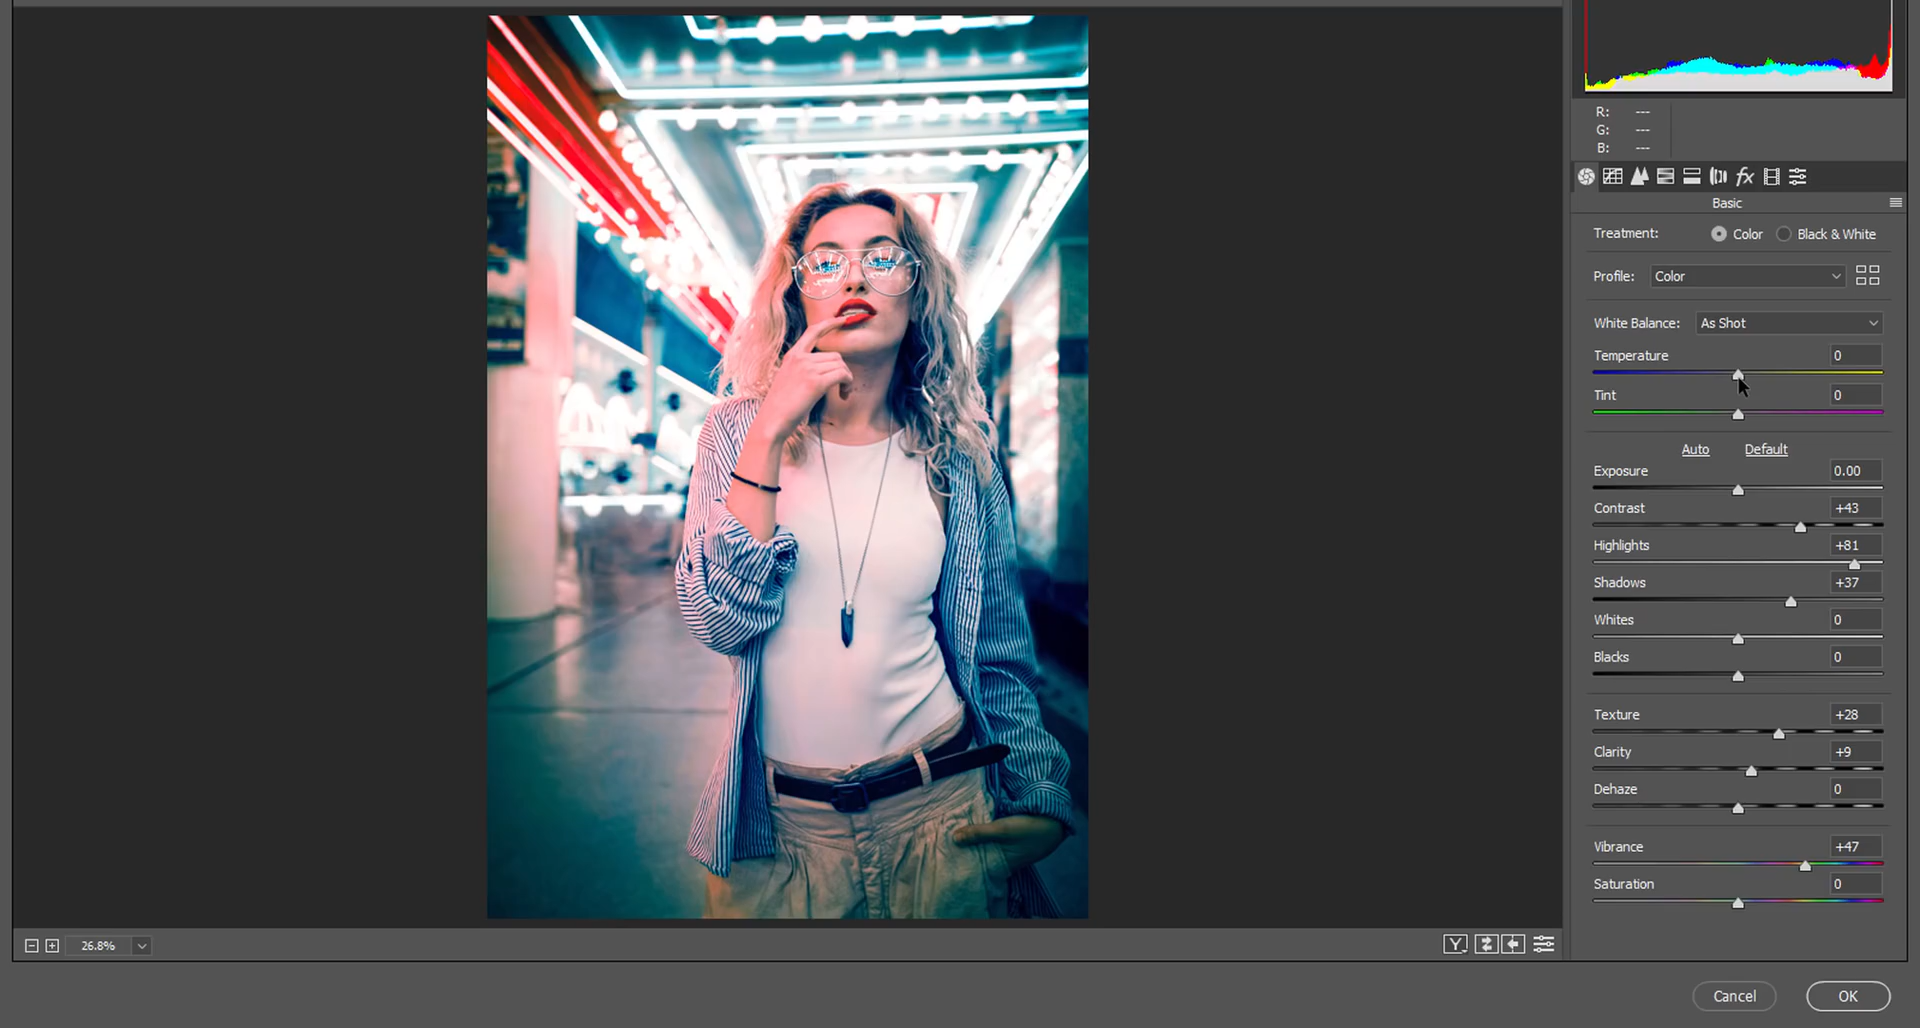 R: ---
G: ---
B: ---
fx
Basic
Treatment: Color Black & White
Profile: Color
White Balance: As Shot
Temperature 0
Tint 0
Auto Default
Exposure 0.00
Contrast +43
Highlights +81
Shadows +37
Whites 0
Blacks 0
Texture +28
Clarity +9
Dehaze 0
Vibrance +47
Saturation 0
26.8%
Y
Cancel OK